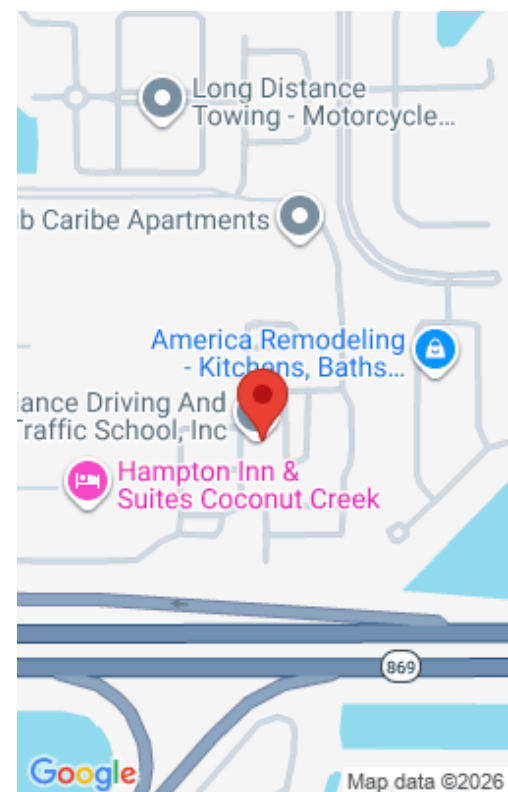 Long Distance
Towing - Motorcycle...
ub Caribe Apartments
America Remodeling
- Kitchens, Baths...
iance Driving And
Traffic School, Inc
Hampton Inn &
Suites Coconut Creek
869
Google
Map data ©2026